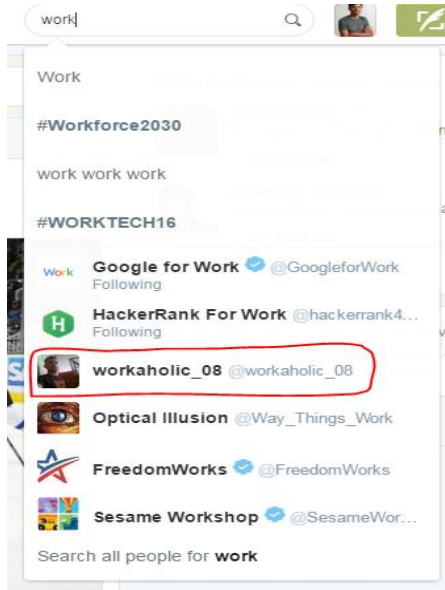 work
Work
#Workforce2030
work work work
#WORKTECH16
Work
Google for Work @GoogleforWork
Following
H
HackerRank For Work @hackerrank4...
Following
workaholic_08 @workaholic_08
Optical Illusion @Way_Things_Work
FreedomWorks @FreedomWorks
Sesame Workshop @SesameWor...
Search all people for work